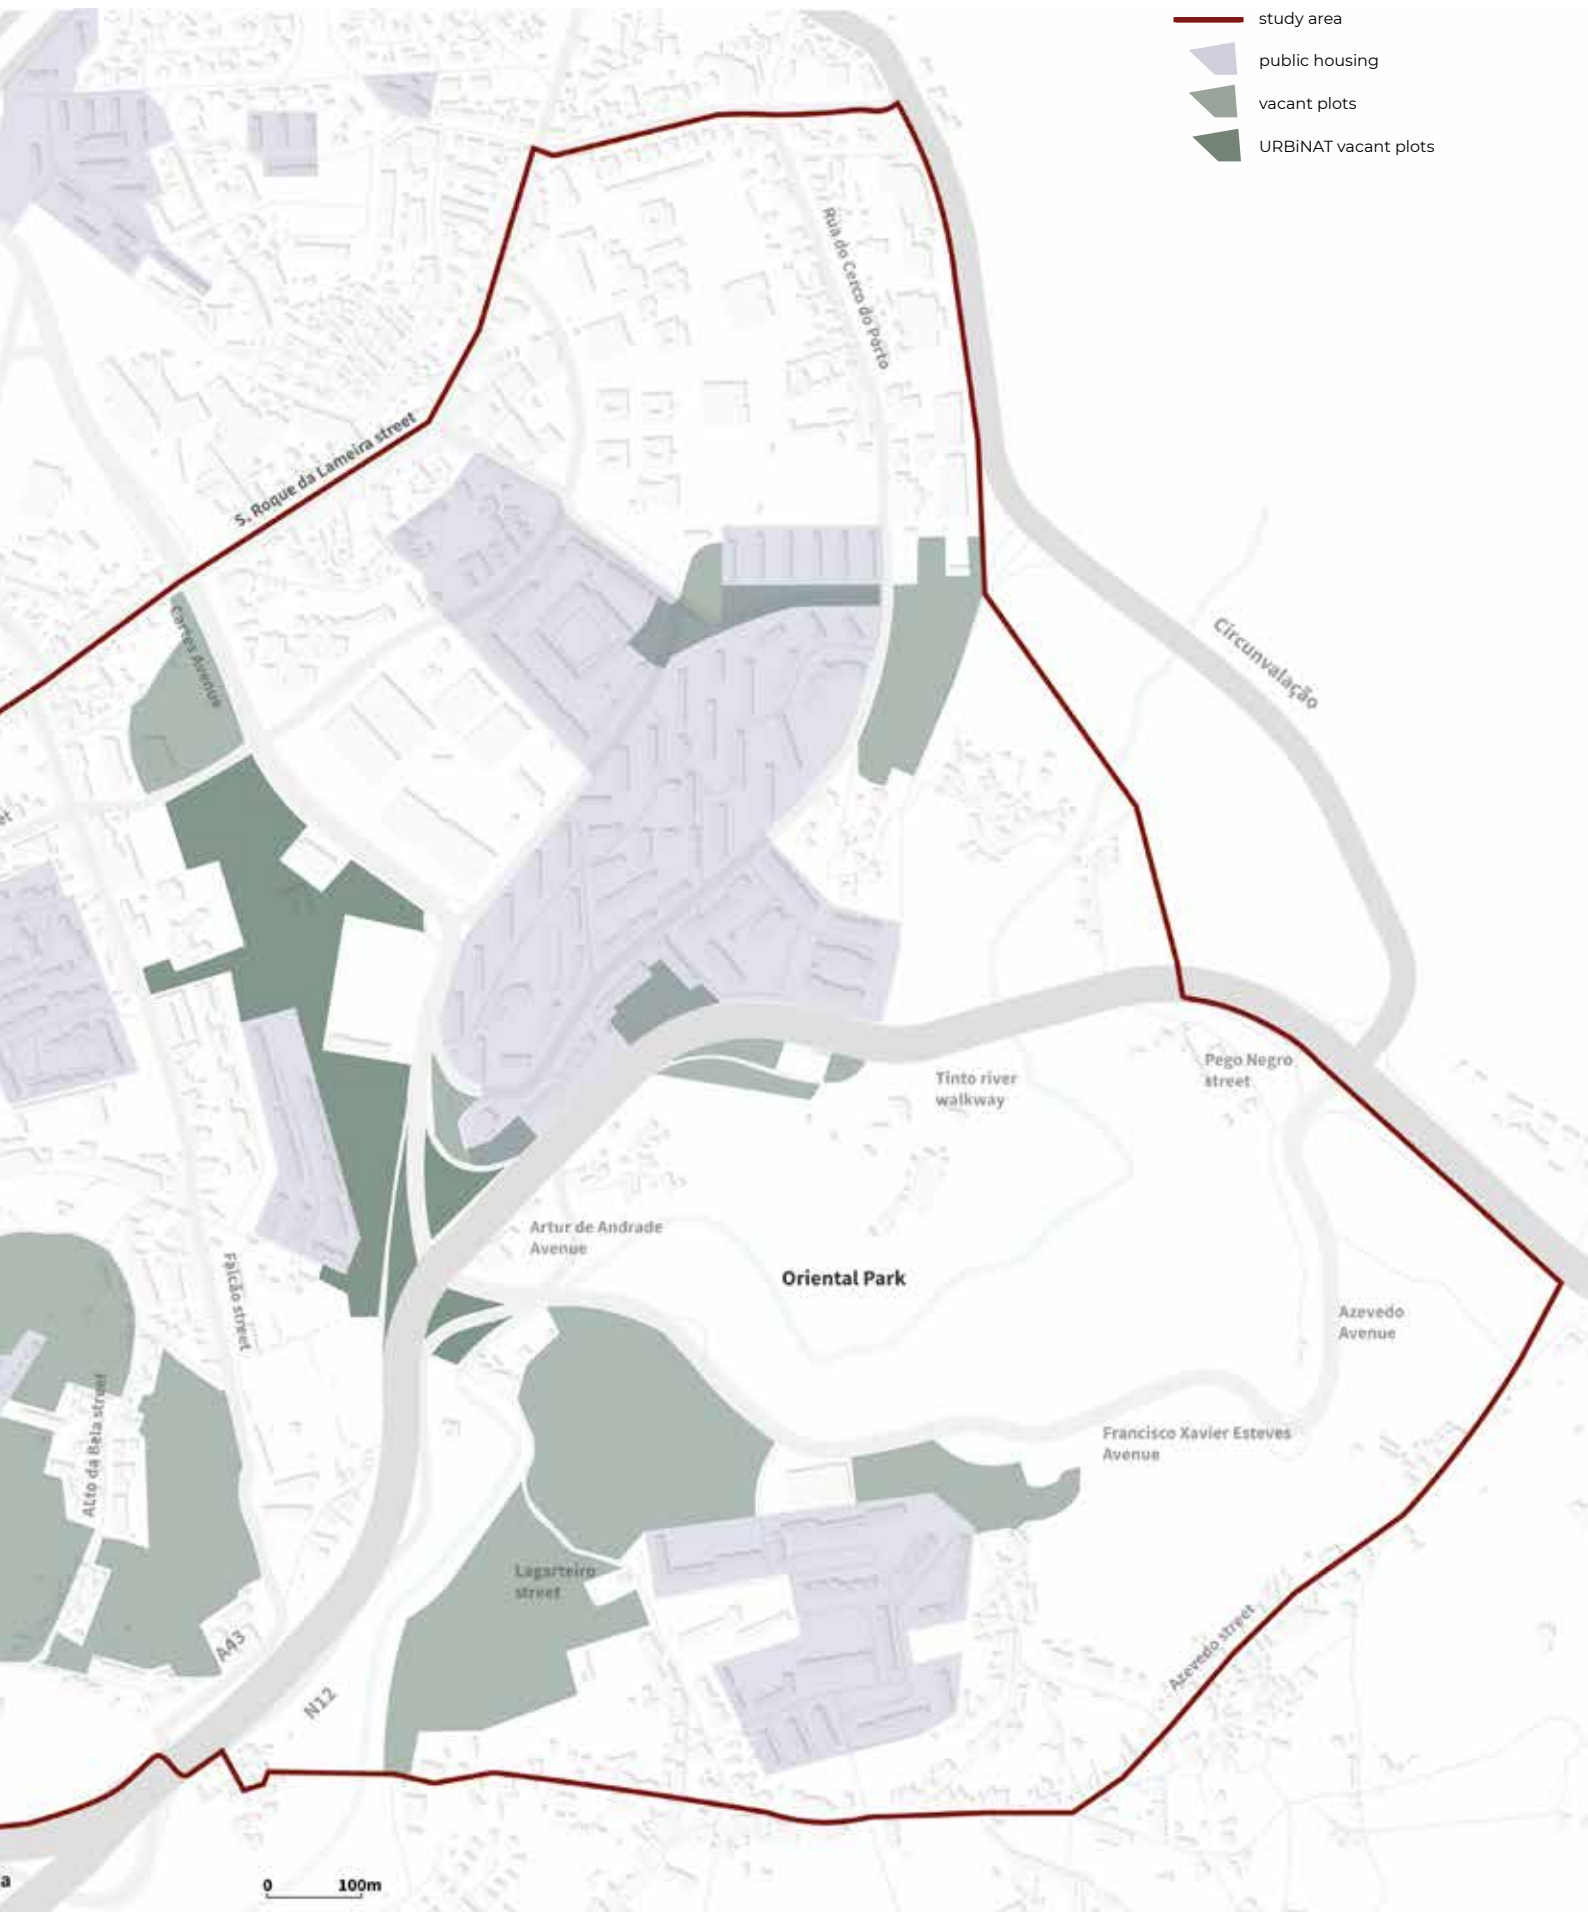 study area
public housing
vacant plots
URBiNAT vacant plots
Rua do Cerco do Porto
S. Roque da Lameira street
Cartes Avenue
Circunvalação
et
Tinto river
walkway
Pego Negro
street
Artur de Andrade
Avenue
Oriental Park
Falcão street
Azevedo
Avenue
Alto da Bela street
Francisco Xavier Esteves
Avenue
Lagarteiro
street
A43
Azevedo street
N12
a
0 100m